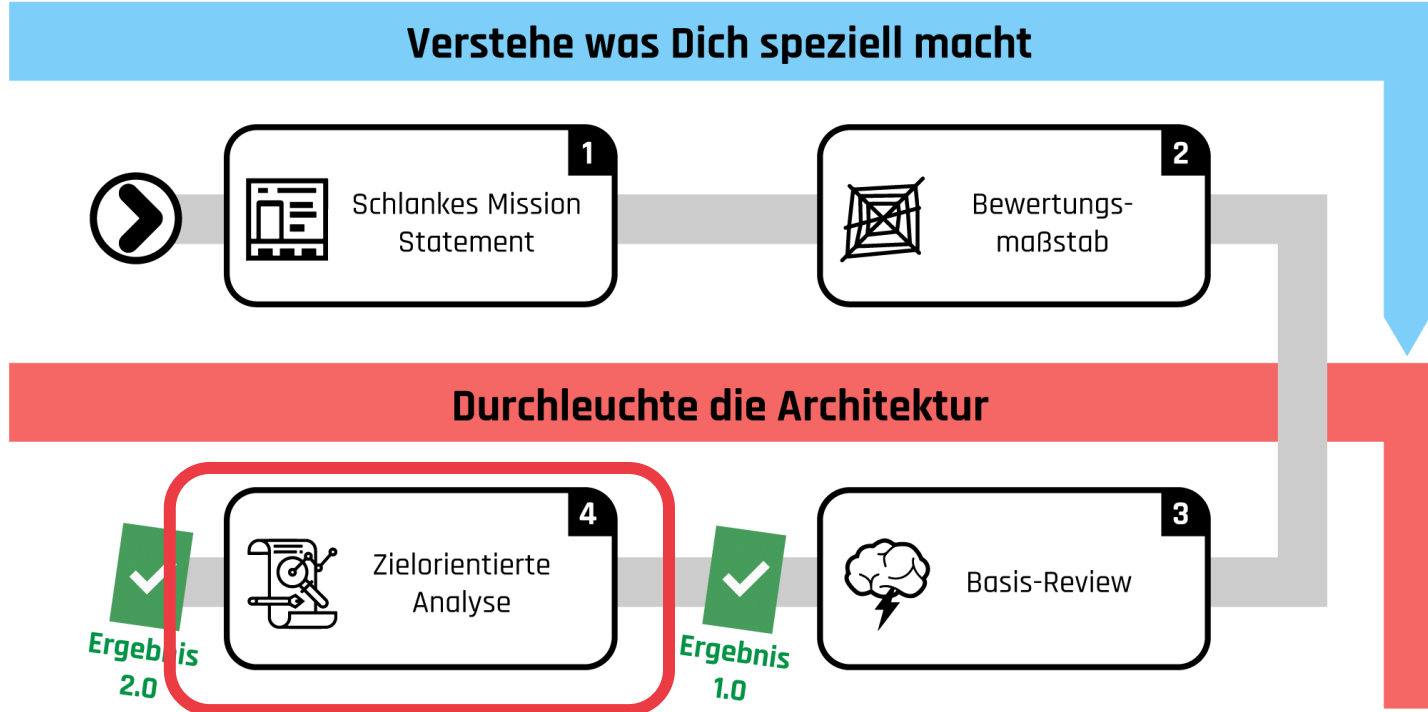 Verstehe was Dich speziell macht
1
Schlankes Mission
Statement
2
Bewertungs-
maßstab
Durchleuchte die Architektur
4
Zielorientierte
Analyse
3
Basis-Review
Ergebnis
2.0
Ergebnis
1.0